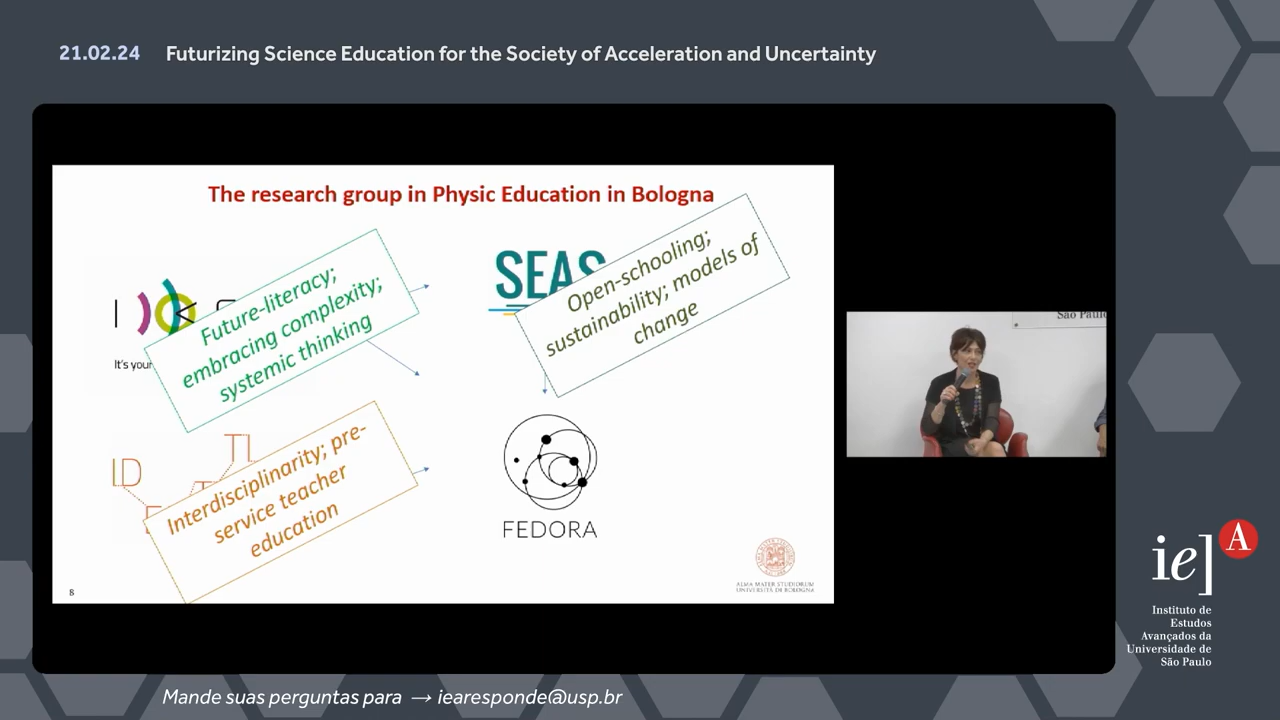 21.02.24 Futurizing Science Education for the Society of Acceleration and Uncertainty
The research group in Physic Education in Bologna
It's your
Future-literacy;
embracing complexity;
systemic thinking
SEAS
Open-schooling;
sustainability; models of
change
ID
TI
Interdisciplinarity; pre-
service teacher
education
FEDORA
8
ALMA MATER STUDIORUM
UNIVERSITÀ DI BOLOGNA
São Paulo
iea
Instituto de
Estudos
Avançados da
Universidade de
São Paulo
Mande suas perguntas para → iearesponde@usp.br